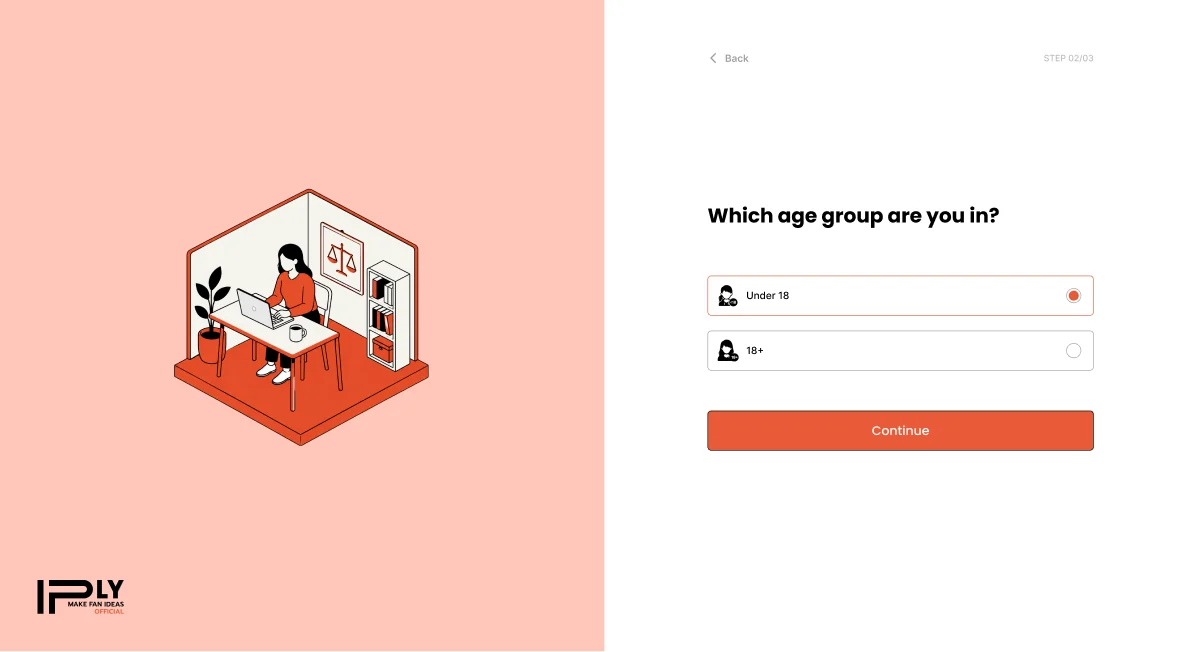 Back
STEP 02/03
Which age group are you in?
Under 18
18+
Continue
IPLY
MAKE FAN IDEAS
OFFICIAL